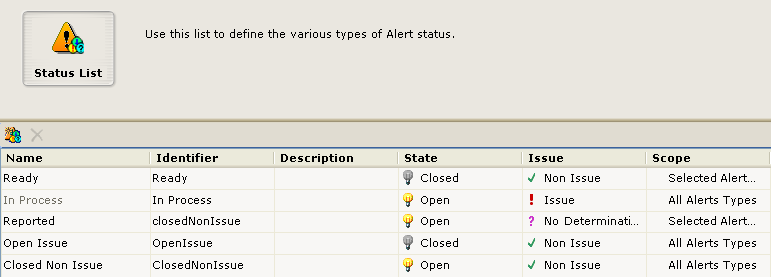 Use this list to define the various types of Alert status.
Status List
Name Identifier Description State Issue Scope
Ready Ready Closed Non Issue Selected Alert...
In Process In Process Open Issue All Alerts Types
Reported closedNonIssue Open No Determinati... Selected Alert...
Open Issue OpenIssue Closed Non Issue All Alerts Types
Closed Non Issue ClosedNonIssue Open Non Issue All Alerts Types